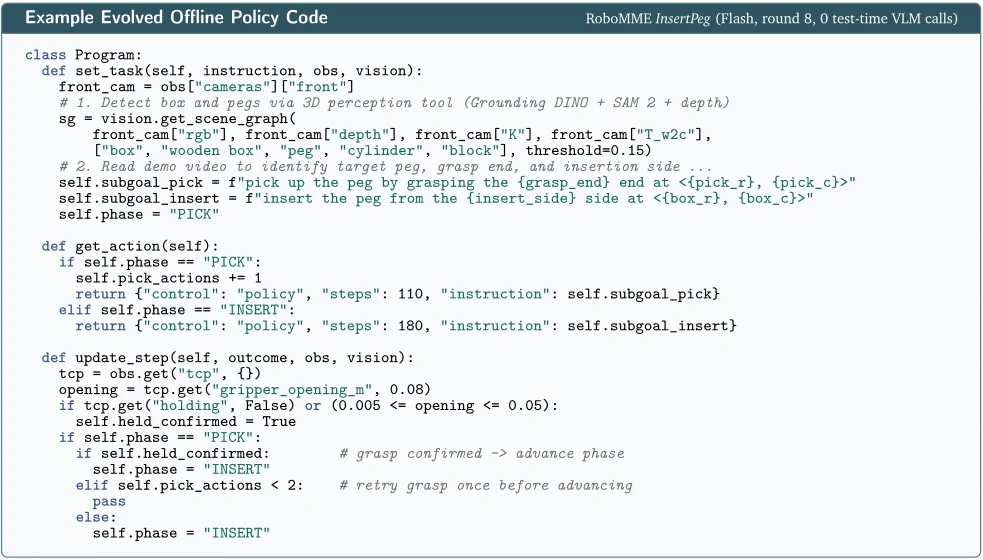 Example Evolved Offline Policy Code
RoboMME InsertPeg (Flash, round 8, 0 test-time VLM calls)
class Program:
  def set_task(self, instruction, obs, vision):
    front_cam = obs["cameras"]["front"]
    # 1. Detect box and pegs via 3D perception tool (Grounding DINO + SAM 2 + depth)
    sg = vision.get_scene_graph(
        front_cam["rgb"], front_cam["depth"], front_cam["K"], front_cam["T_w2c"],
        ["box", "wooden box", "peg", "cylinder", "block"], threshold=0.15)
    # 2. Read demo video to identify target peg, grasp end, and insertion side ...
    self.subgoal_pick = f"pick up the peg by grasping the {grasp_end} end at <{pick_r}, {pick_c}>"
    self.subgoal_insert = f"insert the peg from the {insert_side} side at <{box_r}, {box_c}>"
    self.phase = "PICK"

  def get_action(self):
    if self.phase == "PICK":
      self.pick_actions += 1
      return {"control": "policy", "steps": 110, "instruction": self.subgoal_pick}
    elif self.phase == "INSERT":
      return {"control": "policy", "steps": 180, "instruction": self.subgoal_insert}

  def update_step(self, outcome, obs, vision):
    tcp = obs.get("tcp", {})
    opening = tcp.get("gripper_opening_m", 0.08)
    if tcp.get("holding", False) or (0.005 <= opening <= 0.05):
      self.held_confirmed = True
    if self.phase == "PICK":
      if self.held_confirmed:        # grasp confirmed -> advance phase
        self.phase = "INSERT"
      elif self.pick_actions < 2:    # retry grasp once before advancing
        pass
      else:
        self.phase = "INSERT"